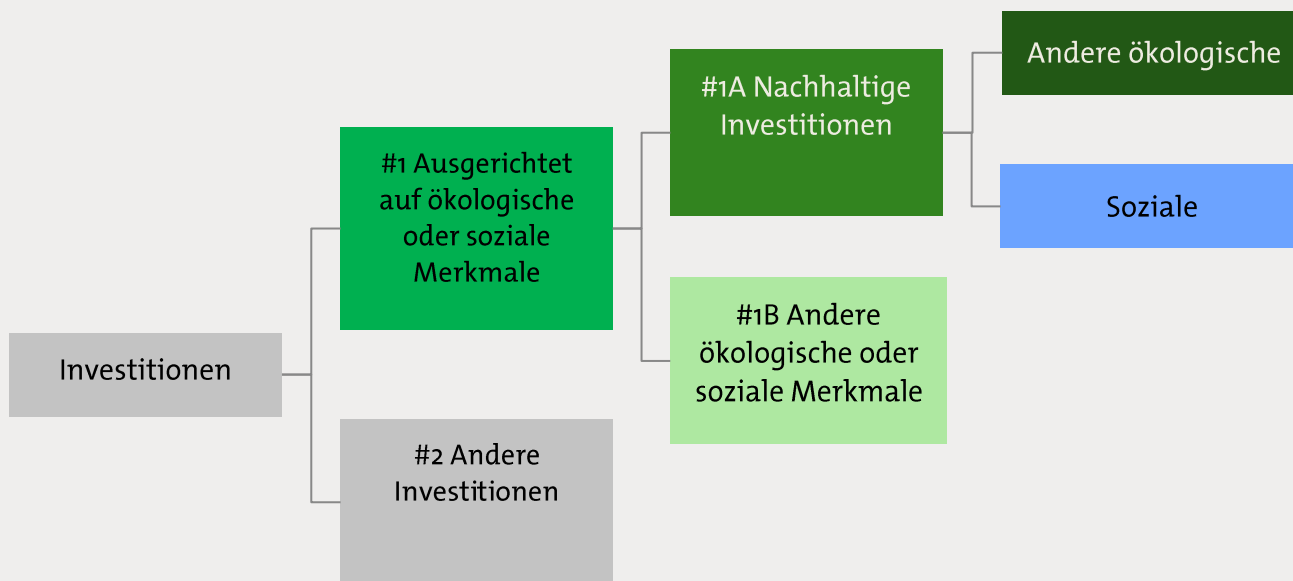 Investitionen
#1 Ausgerichtet
auf ökologische
oder soziale
Merkmale
#2 Andere
Investitionen
#1A Nachhaltige
Investitionen
#1B Andere
ökologische oder
soziale Merkmale
Andere ökologische
Soziale